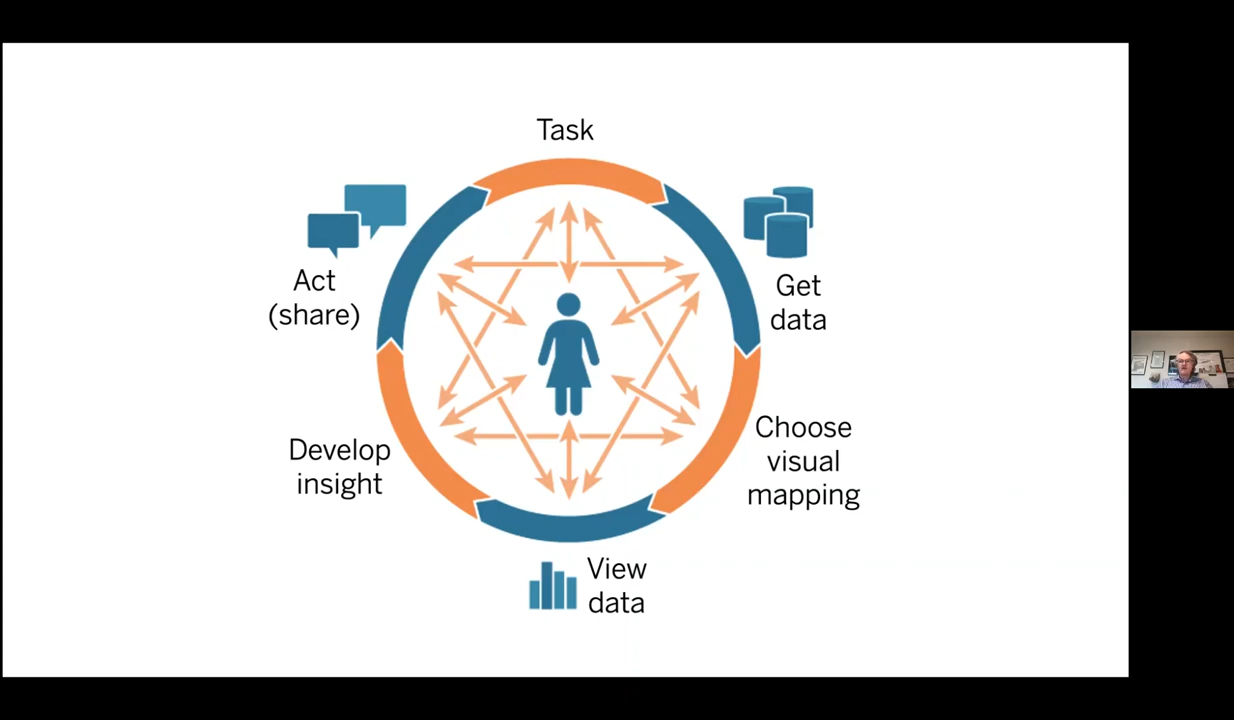 Task
Get
data
Choose
visual
mapping
View
data
Develop
insight
Act
(share)